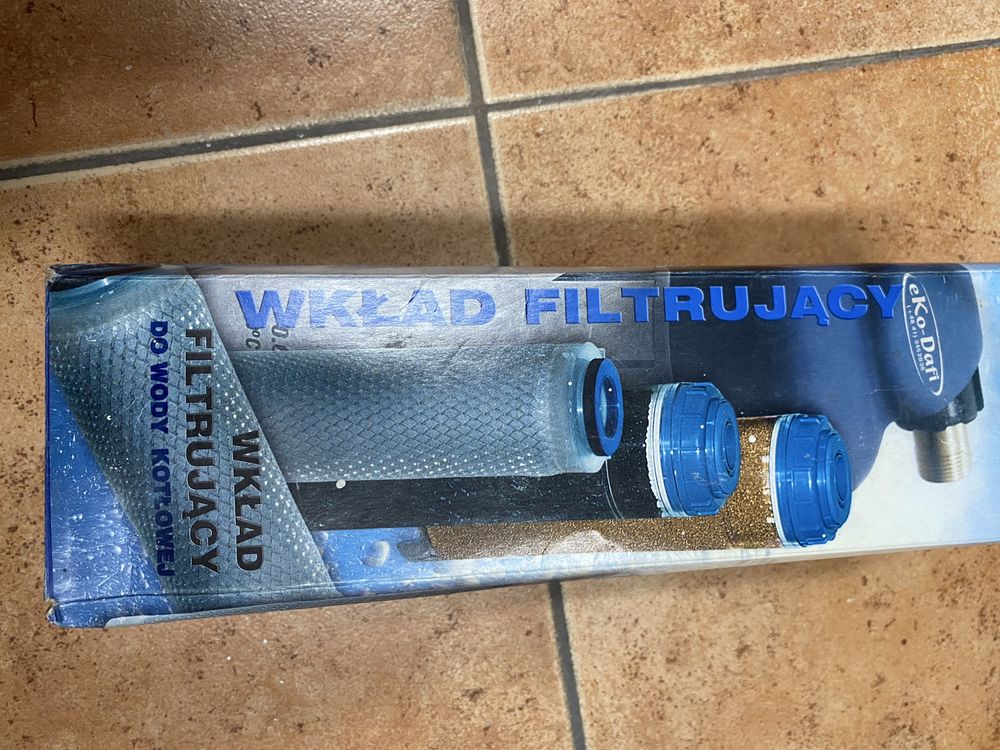 WKŁAD FILTRUJĄCY
eKo-Dafi
WKŁAD
FILTRUJĄCY
DO WODY KOTŁOWEJ